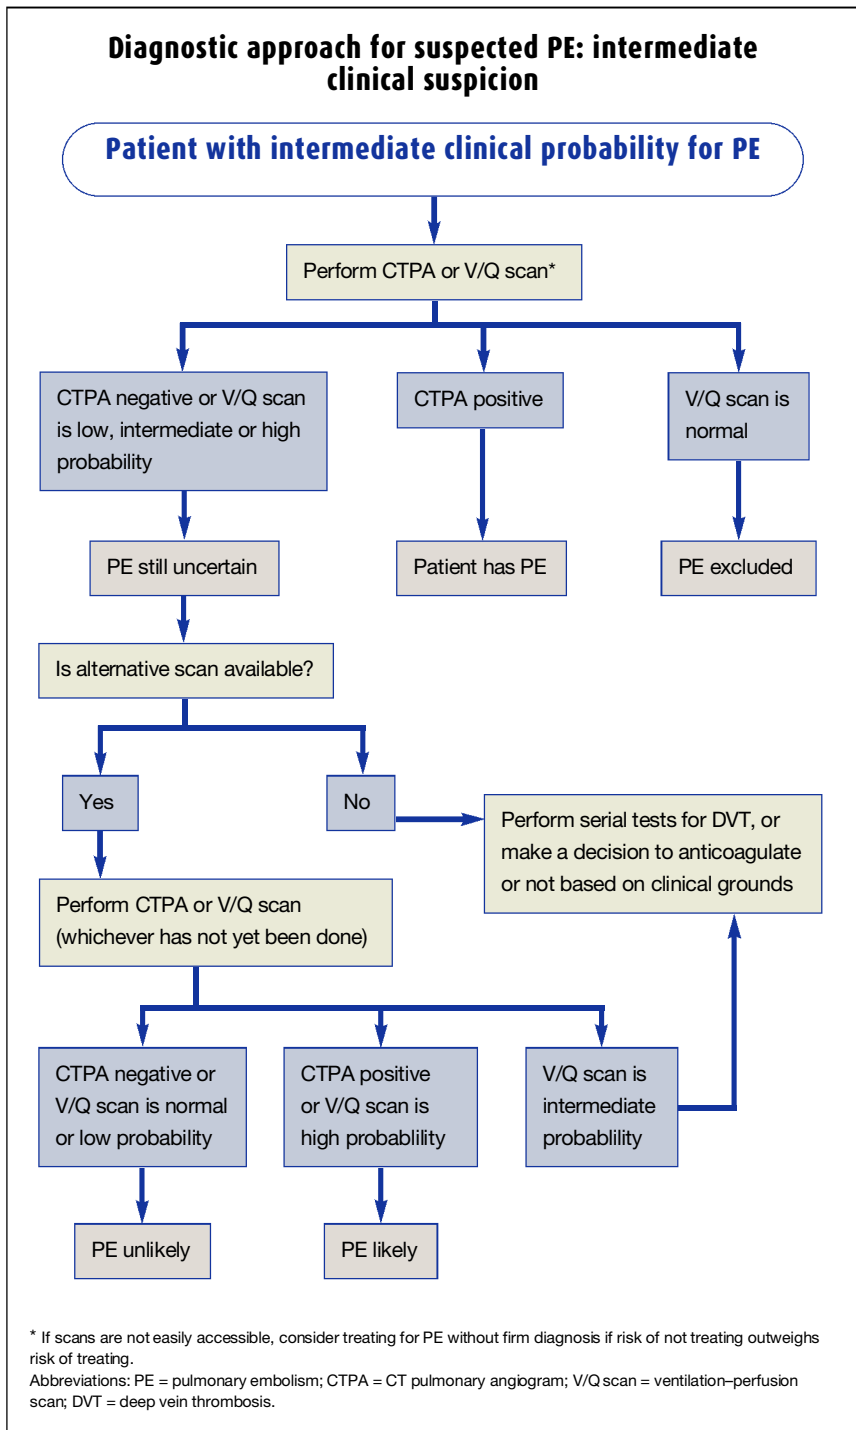 Diagnostic approach for suspected PE: intermediate
clinical suspicion
Patient with intermediate clinical probability for PE
Perform CTPA or V/Q scan*
CTPA negative or V/Q scan
is low, intermediate or high
probability
CTPA positive
V/Q scan is
normal
PE still uncertain
Patient has PE
PE excluded
Is alternative scan available?
Yes
No
Perform serial tests for DVT, or
make a decision to anticoagulate
or not based on clinical grounds
Perform CTPA or V/Q scan
(whichever has not yet been done)
CTPA negative or
V/Q scan is normal
or low probability
CTPA positive
or V/Q scan is
high probablility
V/Q scan is
intermediate
probablility
PE unlikely
PE likely
* If scans are not easily accessible, consider treating for PE without firm diagnosis if risk of not treating outweighs
risk of treating.
Abbreviations: PE = pulmonary embolism; CTPA = CT pulmonary angiogram; V/Q scan = ventilation–perfusion
scan; DVT = deep vein thrombosis.